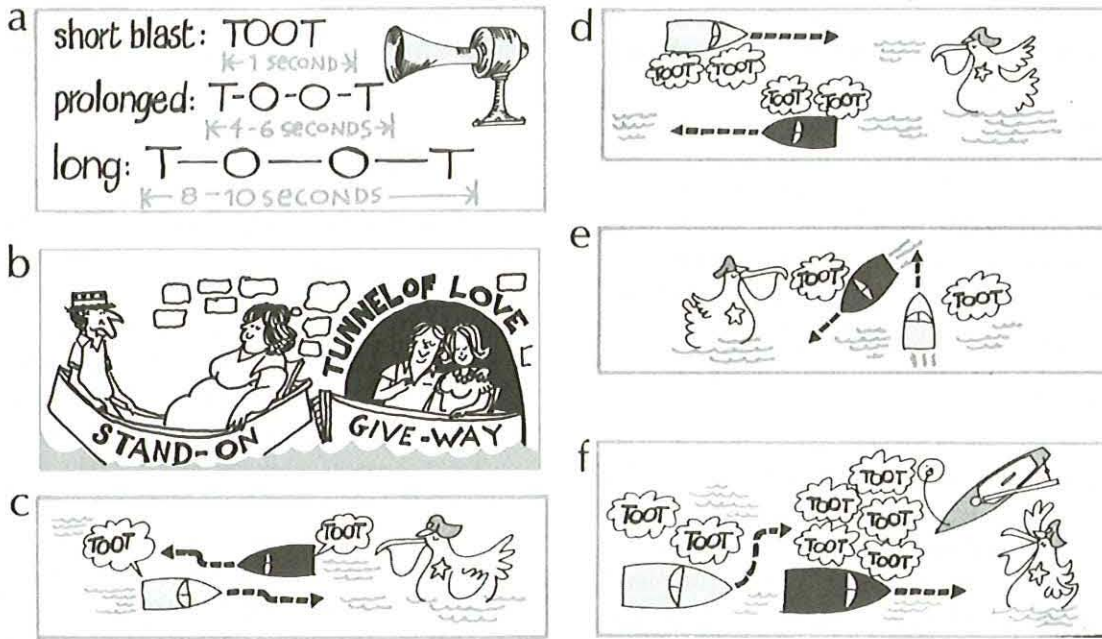 a
short blast: TOOT
1 SECOND
prolonged: T-O-O-T
4-6 SECONDS
long: T—O—O—T
8-10 SECONDS
b
TUNNEL OF LOVE
STAND-ON
GIVE-WAY
c
TOOT
TOOT
d
TOOT TOOT
TOOT TOOT
e
TOOT
TOOT
f
TOOT
TOOT
TOOT
TOOT
TOOT
TOOT
TOOT